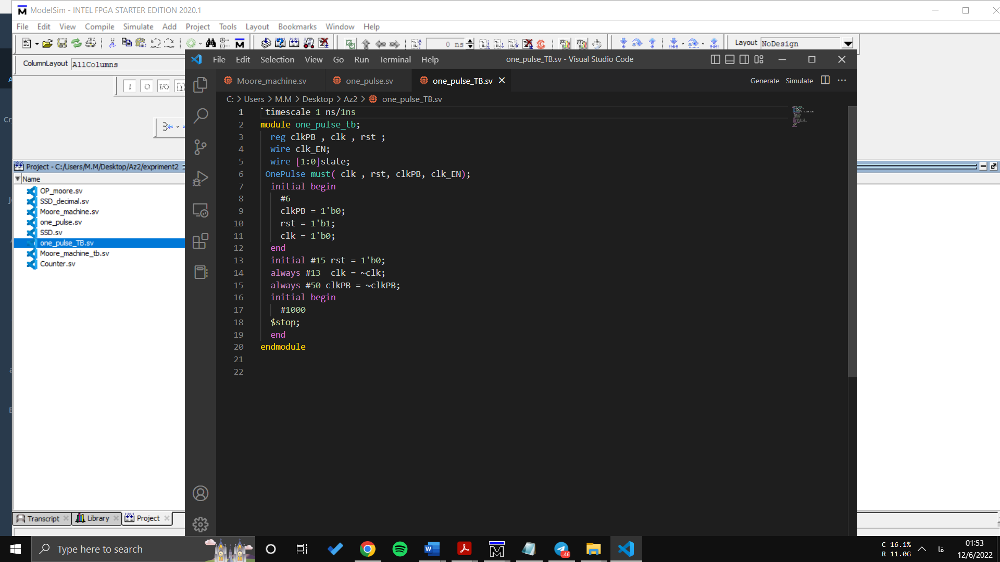 ModelSim - INTEL FPGA STARTER EDITION 2020.1
File Edit View Compile Simulate Add Project Tools Layout Bookmarks Window Help
0 ns
Layout NoDesign
ColumnLayout AllColumns
File Edit Selection View Go Run Terminal Help
one_pulse_TB.sv - Visual Studio Code
Moore_machine.sv
one_pulse.sv
one_pulse_TB.sv
Generate Simulate
C: > Users > M.M > Desktop > Az2 > one_pulse_TB.sv
1 `timescale 1 ns/1ns
2 module one_pulse_tb;
3 reg clkPB , clk , rst ;
4 wire clk_EN;
5 wire [1:0]state;
6 OnePulse must( clk , rst, clkPB, clk_EN);
7 initial begin
8 #6
9 clkPB = 1'b0;
10 rst = 1'b1;
11 clk = 1'b0;
12 end
13 initial #15 rst = 1'b0;
14 always #13  clk = ~clk;
15 always #50 clkPB = ~clkPB;
16 initial begin
17 #1000
18 $stop;
19 end
20 endmodule
21
22
Project - C:/Users/M.M/Desktop/Az2/expriment2
Name
OP_moore.sv
SSD_decimal.sv
Moore_machine.sv
one_pulse.sv
SSD.sv
one_pulse_TB.sv
Moore_machine_tb.sv
Counter.sv
Transcript
Library
Project
Type here to search
46
C 16.1%
R 11.0G
فا
01:53
12/6/2022